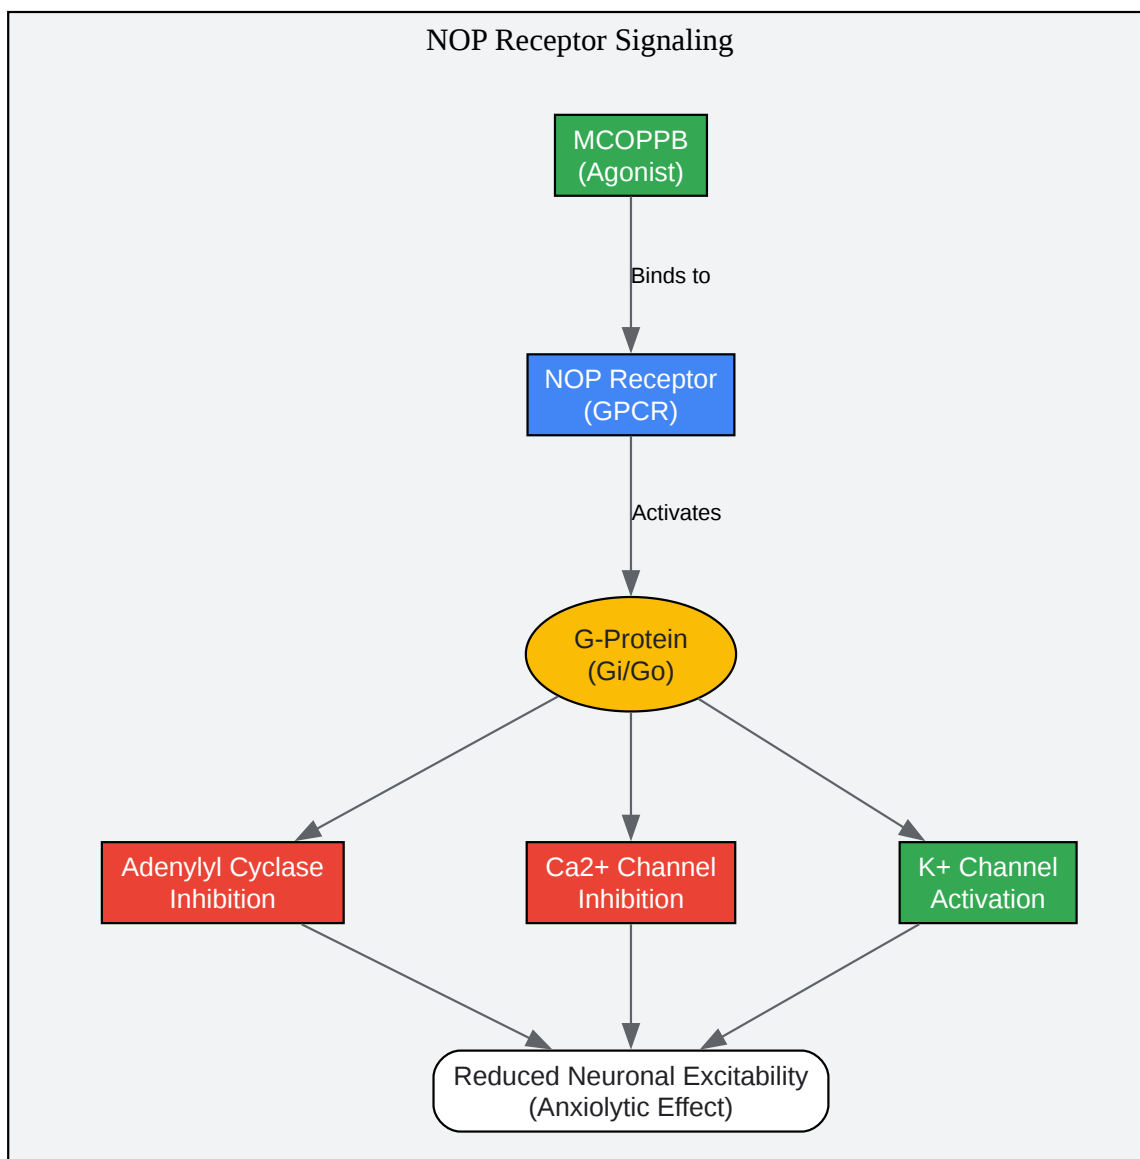 NOP Receptor Signaling
MCOPPB
(Agonist)
Binds to
NOP Receptor
(GPCR)
Activates
G-Protein
(Gi/Go)
Adenylyl Cyclase
Inhibition
Ca2+ Channel
Inhibition
K+ Channel
Activation
Reduced Neuronal Excitability
(Anxiolytic Effect)